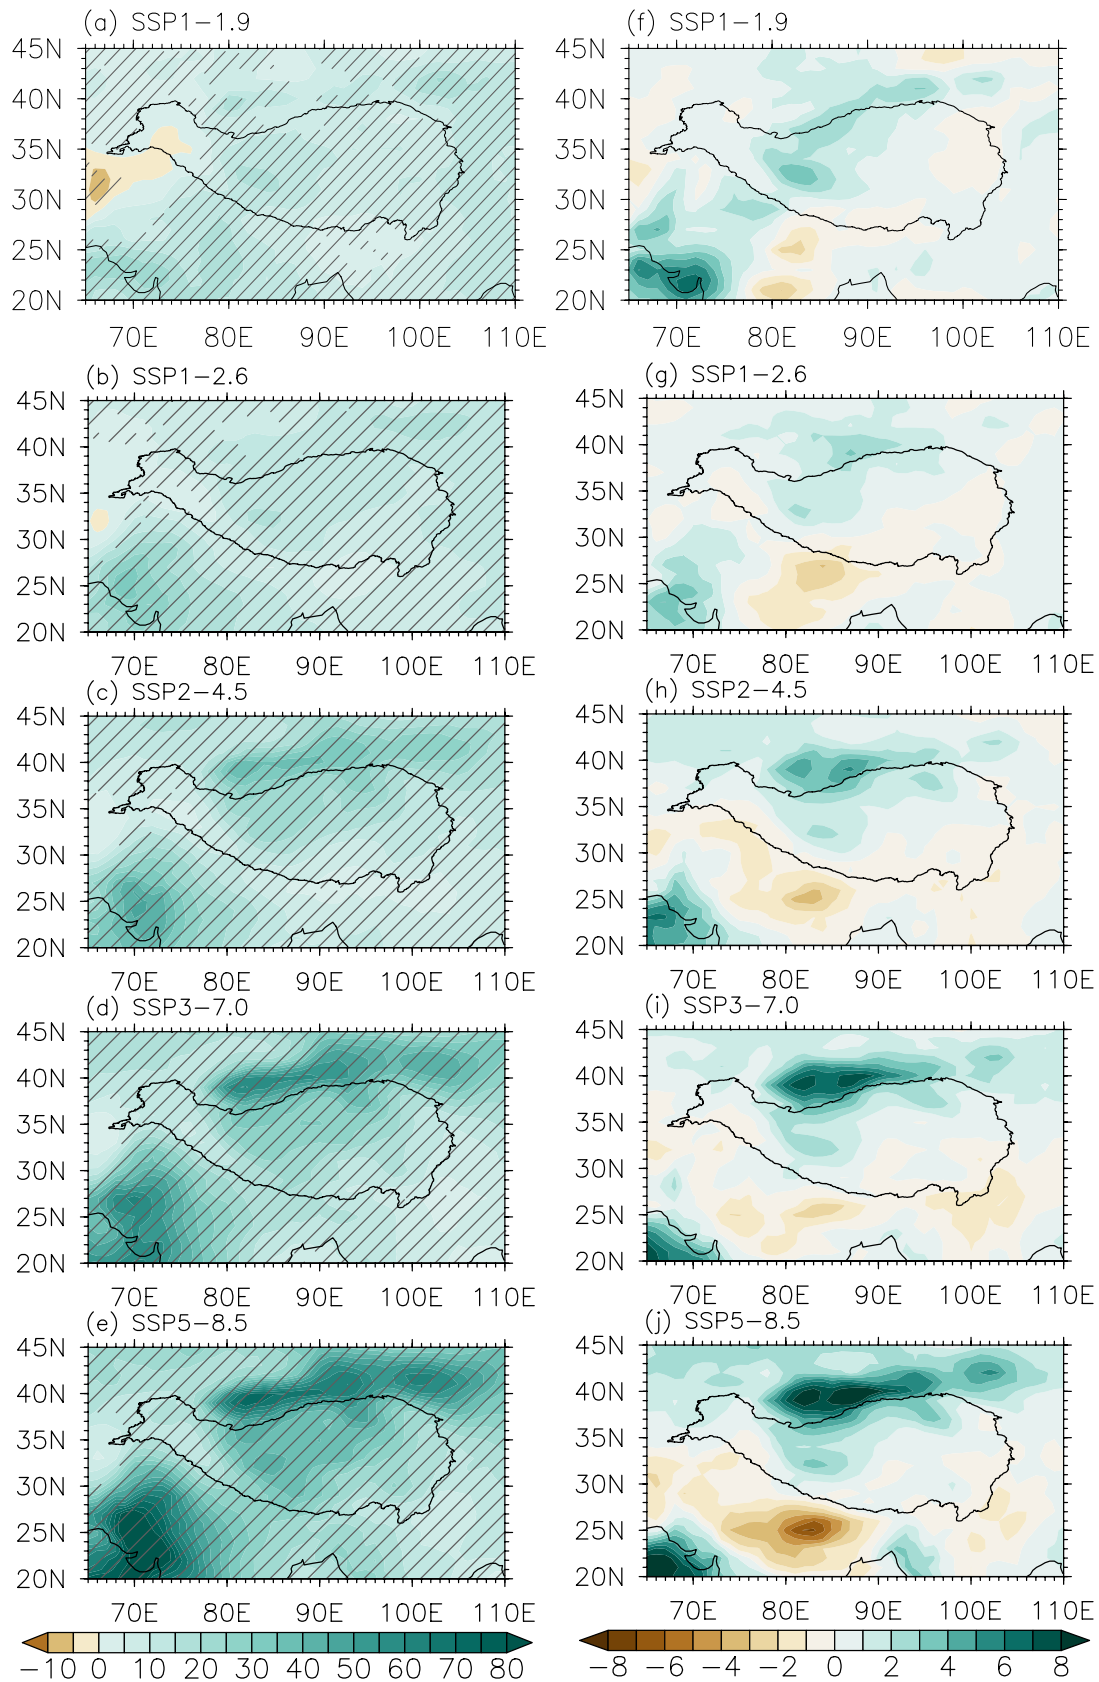 (a) SSP1−1.9
45N
40N
35N
30N
25N
20N
70E 80E 90E 100E 110E
(f) SSP1−1.9
45N
40N
35N
30N
25N
20N
70E 80E 90E 100E 110E
(b) SSP1−2.6
45N
40N
35N
30N
25N
20N
70E 80E 90E 100E 110E
(g) SSP1−2.6
45N
40N
35N
30N
25N
20N
70E 80E 90E 100E 110E
(c) SSP2−4.5
45N
40N
35N
30N
25N
20N
70E 80E 90E 100E 110E
(h) SSP2−4.5
45N
40N
35N
30N
25N
20N
70E 80E 90E 100E 110E
(d) SSP3−7.0
45N
40N
35N
30N
25N
20N
70E 80E 90E 100E 110E
(i) SSP3−7.0
45N
40N
35N
30N
25N
20N
70E 80E 90E 100E 110E
(e) SSP5−8.5
45N
40N
35N
30N
25N
20N
70E 80E 90E 100E 110E
(j) SSP5−8.5
45N
40N
35N
30N
25N
20N
70E 80E 90E 100E 110E
−10 0 10 20 30 40 50 60 70 80
−8 −6 −4 −2 0 2 4 6 8